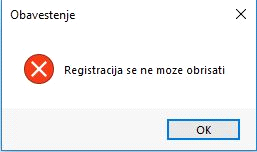 Obavestenje
Registracija se ne moze obrisati
OK